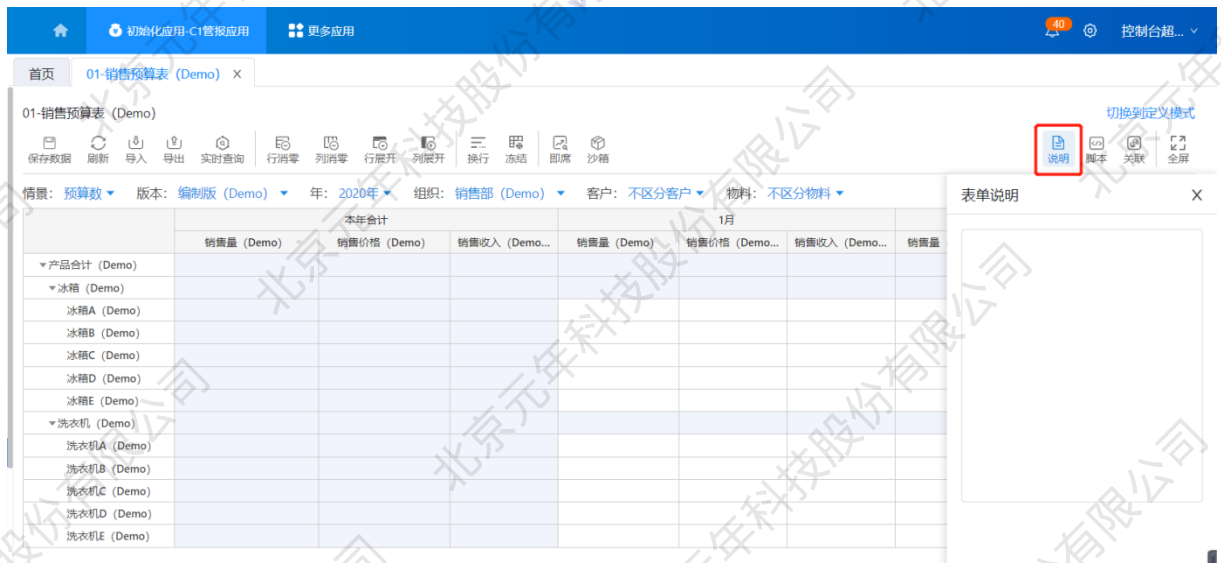 初始化应用-C1管报应用 更多应用 40 控制台超...
首页 01-销售预算表（Demo） X
01-销售预算表（Demo） 切换到定义模式
保存数据 刷新 导入 导出 实时查询 行消零 列消零 行展开 列展开 换行 冻结 即席 沙箱 说明 脚本 关联 全屏
情景： 预算数 版本： 编制版（Demo） 年： 2020年 组织： 销售部（Demo） 客户： 不区分客户 物料： 不区分物料
表单说明 X
本年合计 1月
销售量（Demo） 销售价格（Demo） 销售收入（Demo... 销售量（Demo） 销售价格（Demo... 销售收入（Demo... 销售量
产品合计（Demo）
冰箱（Demo）
冰箱A（Demo）
冰箱B（Demo）
冰箱C（Demo）
冰箱D（Demo）
冰箱E（Demo）
洗衣机（Demo）
洗衣机A（Demo）
洗衣机B（Demo）
洗衣机C（Demo）
洗衣机D（Demo）
洗衣机E（Demo）
北京元年科技股份有限公司